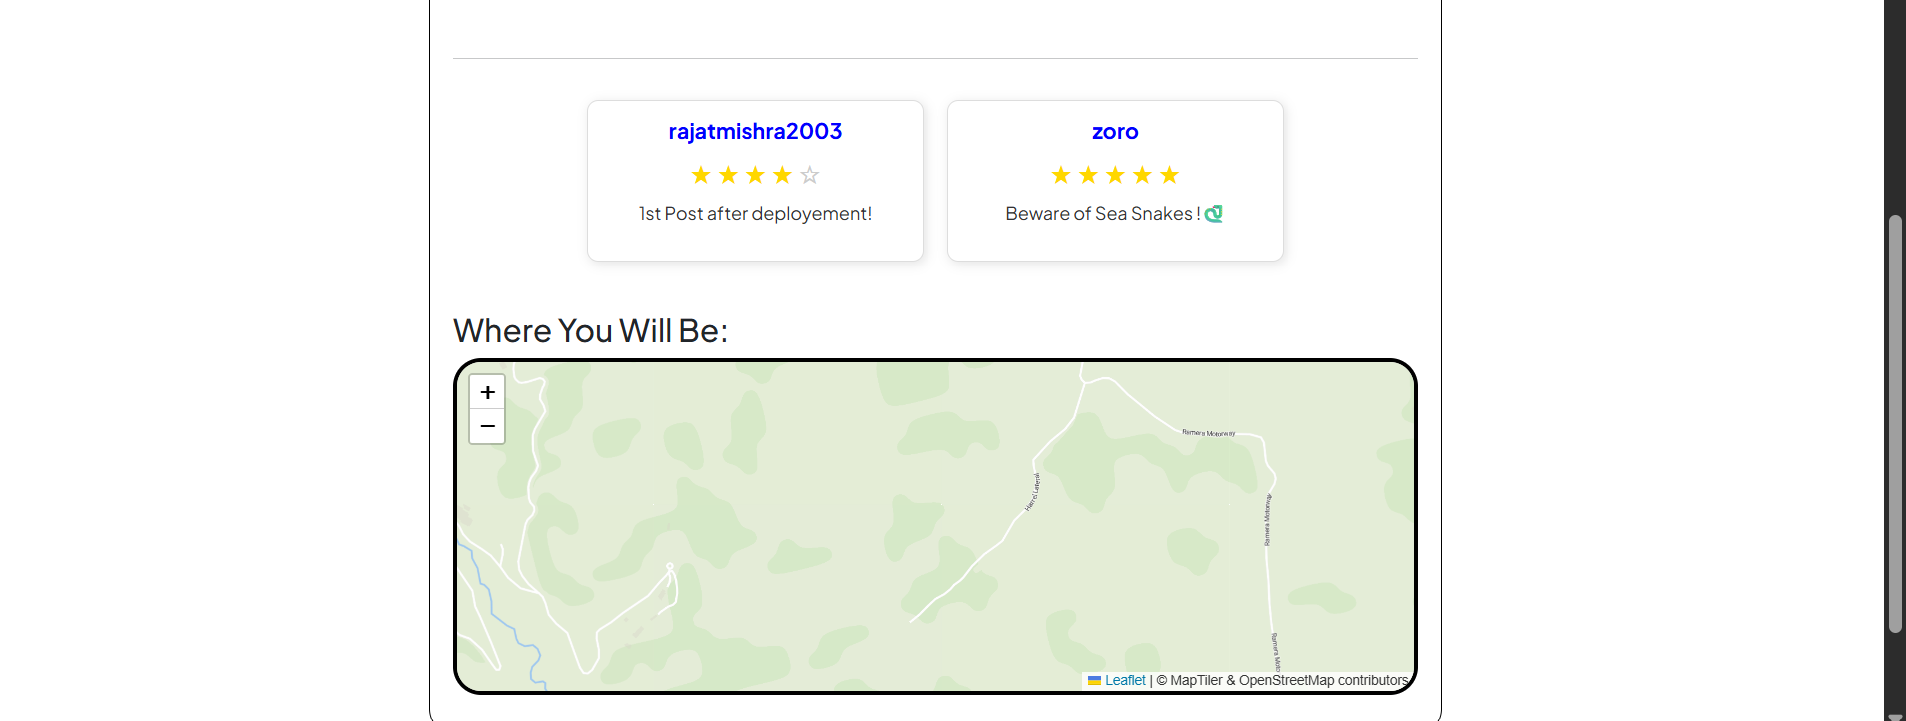 rajatmishra2003
★ ★ ★ ★ ☆
1st Post after deployement!
zoro
★ ★ ★ ★ ★
Beware of Sea Snakes !
Where You Will Be:
+
−
Ramera Motorway
Ramera Motorway
Leaflet | © MapTiler & OpenStreetMap contributors